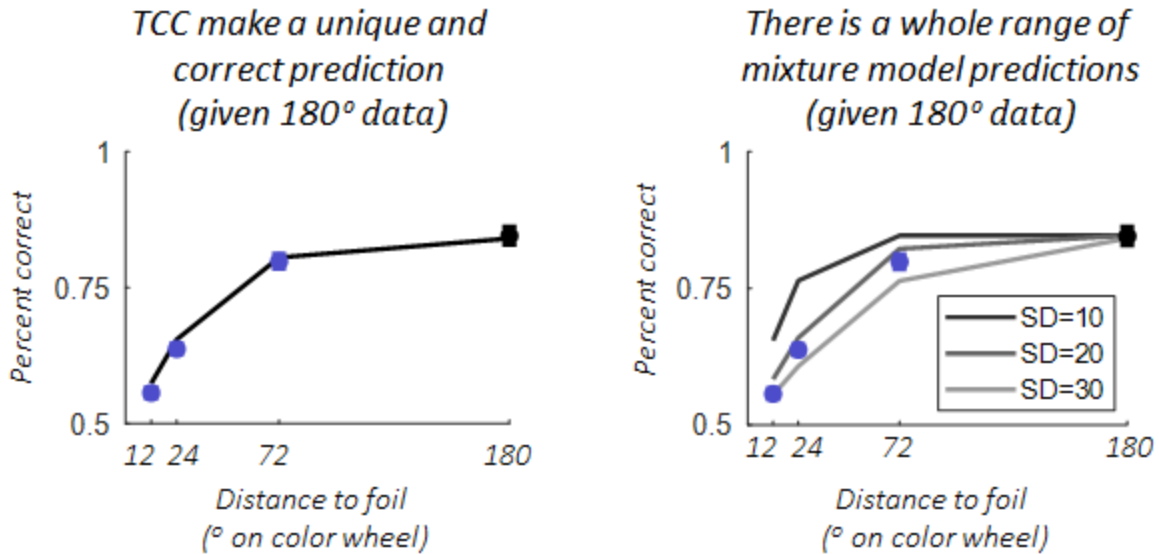 TCC make a unique and
correct prediction
(given 180° data)
1
0.75
0.5
Percent correct
12 24 72 180
Distance to foil
(° on color wheel)
There is a whole range of
mixture model predictions
(given 180° data)
1
0.75
0.5
Percent correct
SD=10
SD=20
SD=30
12 24 72 180
Distance to foil
(° on color wheel)